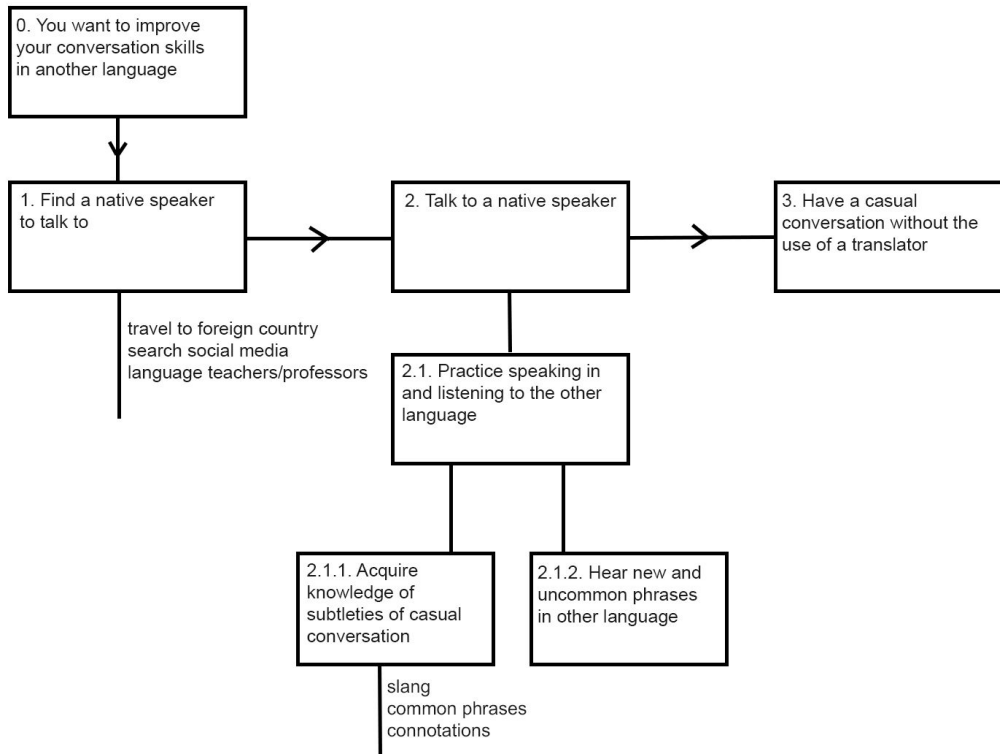 0. You want to improve
your conversation skills
in another language
1. Find a native speaker
to talk to
2. Talk to a native speaker
3. Have a casual
conversation without the
use of a translator
travel to foreign country
search social media
language teachers/professors
2.1. Practice speaking in
and listening to the other
language
2.1.1. Acquire
knowledge of
subtleties of casual
conversation
2.1.2. Hear new and
uncommon phrases
in other language
slang
common phrases
connotations